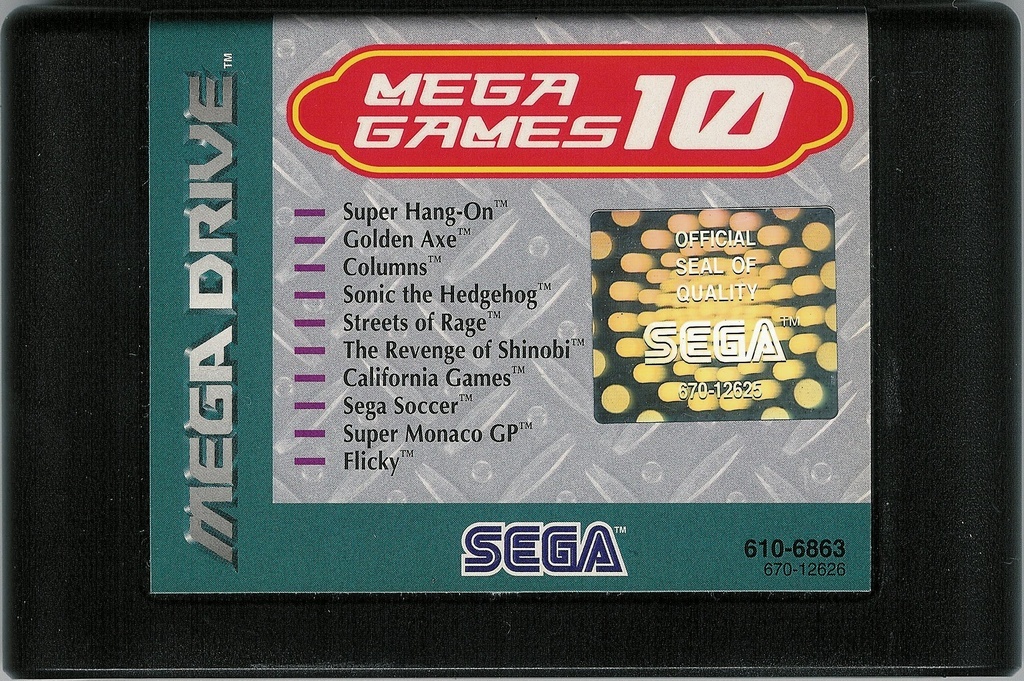 MEGA DRIVE™
MEGA
GAMES 10
Super Hang-On™
Golden Axe™
Columns™
Sonic the Hedgehog™
Streets of Rage™
The Revenge of Shinobi™
California Games™
Sega Soccer™
Super Monaco GP™
Flicky™
OFFICIAL
SEAL OF
QUALITY
SEGA™
670-12625
SEGA™
610-6863
670-12626